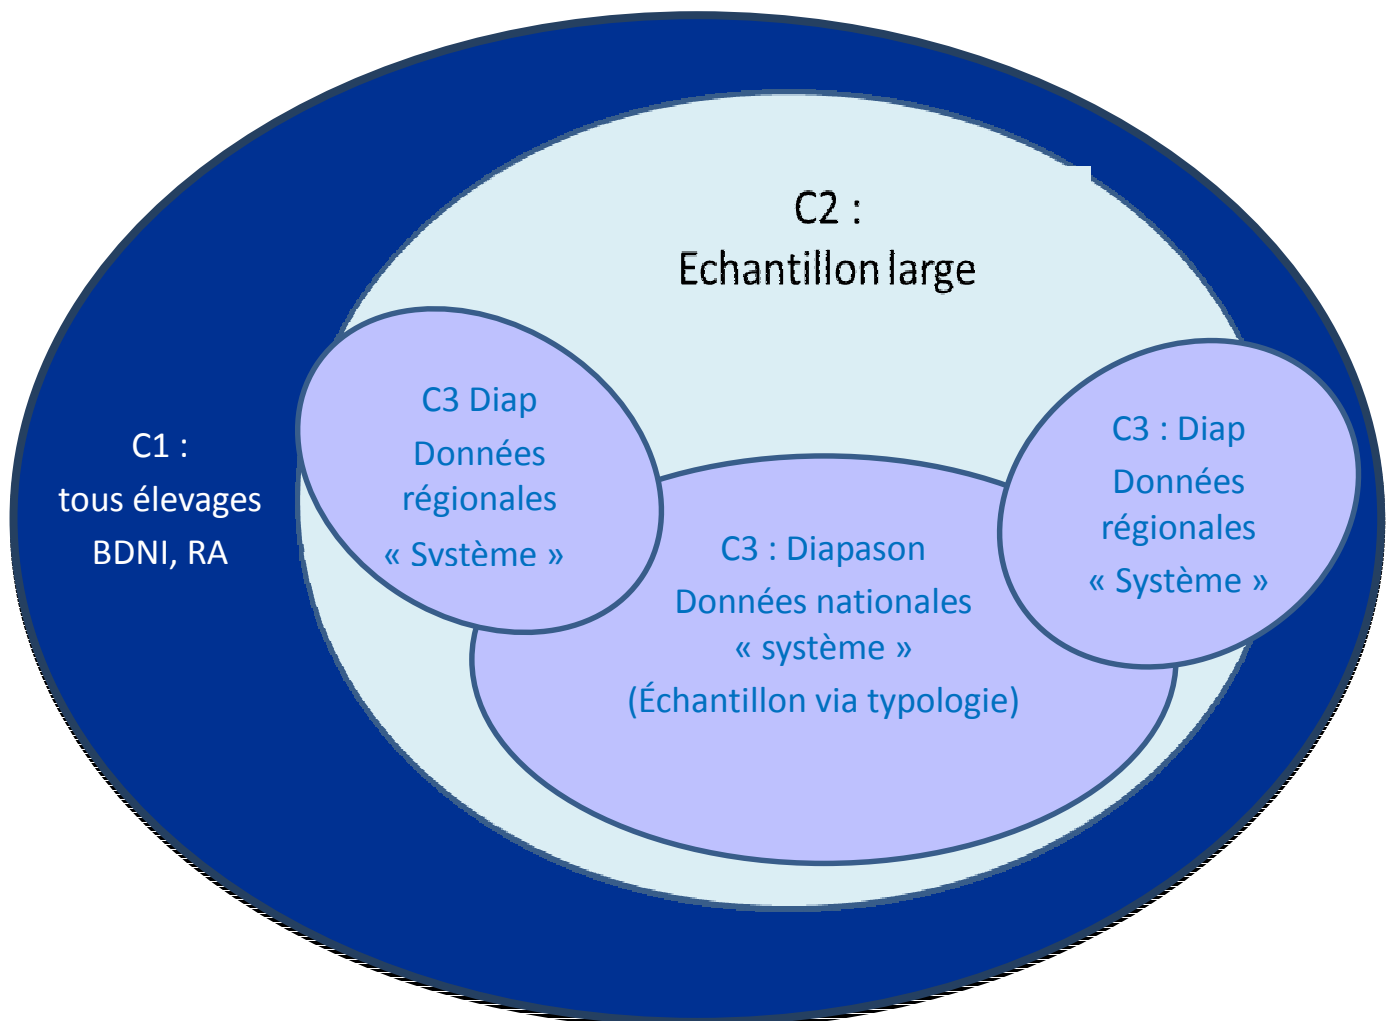 C2 :
Echantillon large
C1 :
tous élevages
BDNI, RA
C3 Diap
Données
régionales
« Système »
C3 : Diapason
Données nationales
« système »
(Échantillon via typologie)
C3 : Diap
Données
régionales
« Système »